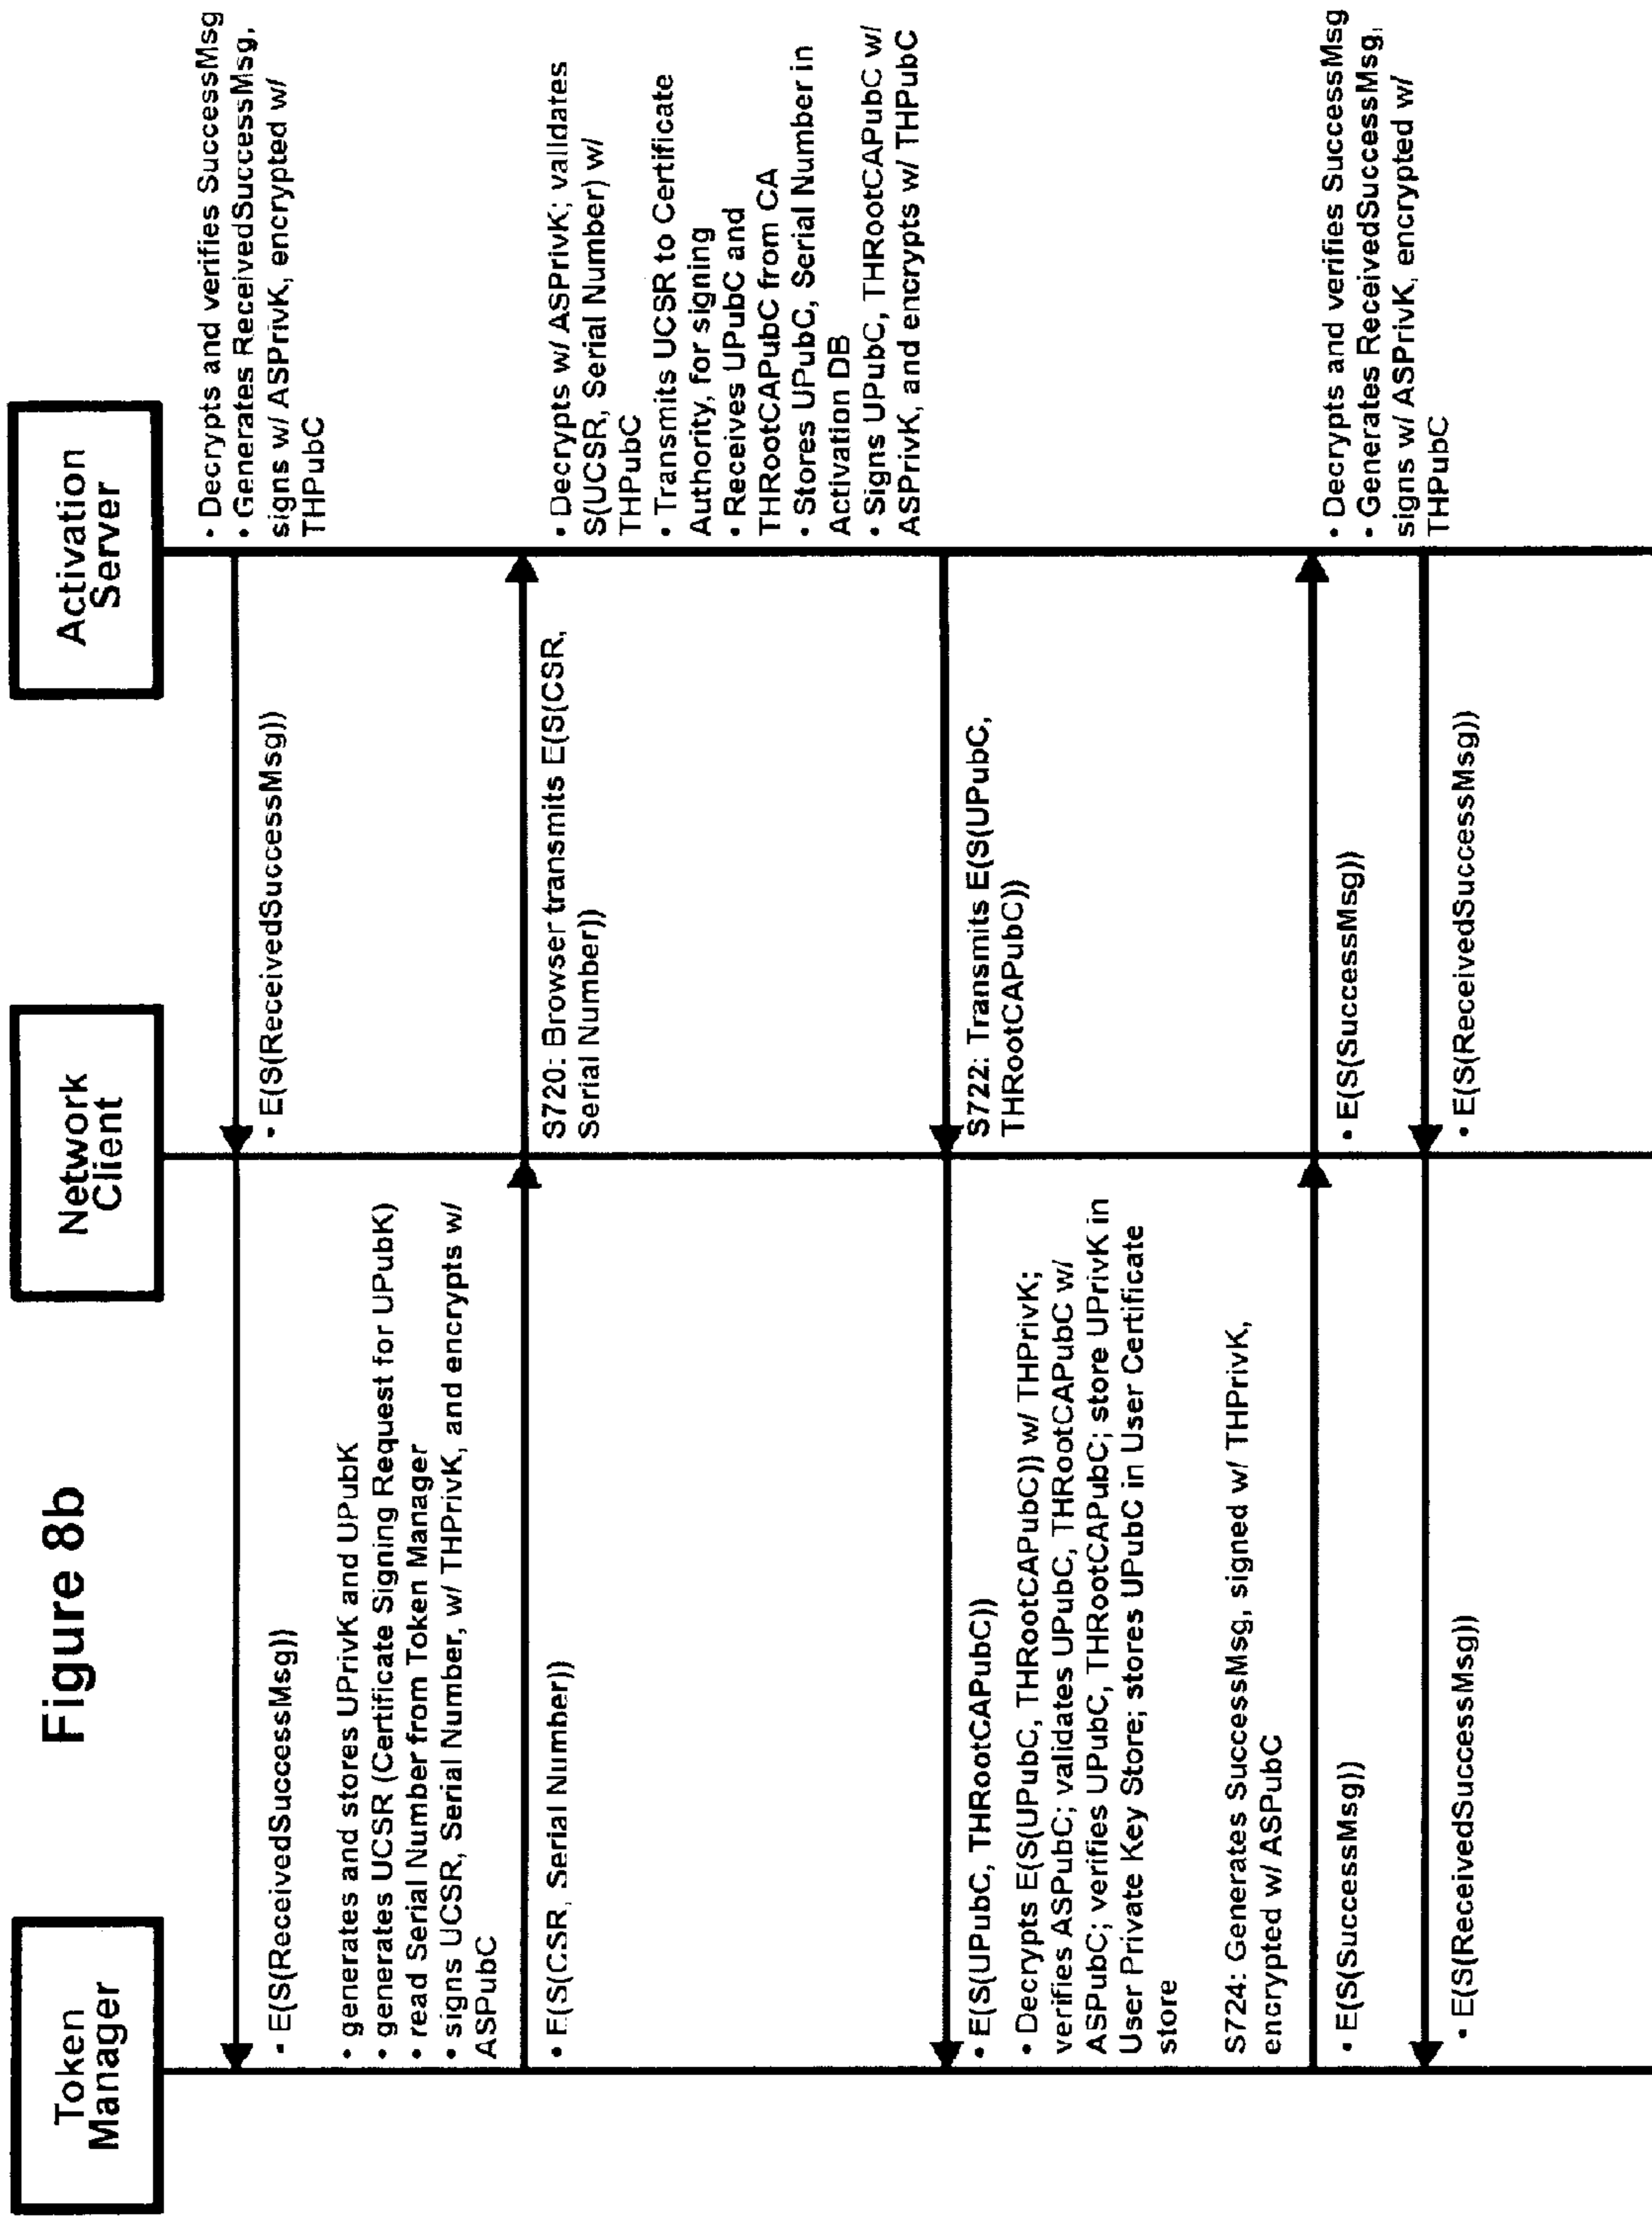 Figure 8b
Token
Manager
Network
Client
Activation
Server
• E(S(ReceivedSuccessMsg))
• E(S(ReceivedSuccessMsg))
• Decrypts and verifies SuccessMsg
• Generates ReceivedSuccessMsg,
signs w/ ASPrivK, encrypted w/
THPubC
• generates and stores UPrivK and UPubK
• generates UCSR (Certificate Signing Request for UPubK)
• read Serial Number from Token Manager
• signs UCSR, Serial Number, w/ THPrivK, and encrypts w/
ASPubC
• E(S(CSR, Serial Number))
S720: Browser transmits E(S(CSR,
Serial Number))
• Decrypts w/ ASPrivK; validates
S(UCSR, Serial Number) w/
THPubC
• Transmits UCSR to Certificate
Authority, for signing
• Receives UPubC and
THRootCAPubC from CA
• Stores UPubC, Serial Number in
Activation DB
• Signs UPubC, THRootCAPubC w/
ASPrivK, and encrypts w/ THPubC
S722: Transmits E(S(UPubC,
THRootCAPubC))
• E(S(UPubC, THRootCAPubC))
• Decrypts E(S(UPubC, THRootCAPubC)) w/ THPrivK;
verifies ASPubC; validates UPubC, THRootCAPubC w/
ASPubC; verifies UPubC, THRootCAPubC; store UPrivK in
User Private Key Store; stores UPubC in User Certificate
store
S724: Generates SuccessMsg, signed w/ THPrivK,
encrypted w/ ASPubC
• E(S(SuccessMsg))
• E(S(SuccessMsg))
• Decrypts and verifies SuccessMsg
• Generates ReceivedSuccessMsg,
signs w/ ASPrivK, encrypted w/
THPubC
• E(S(ReceivedSuccessMsg))
• E(S(ReceivedSuccessMsg))